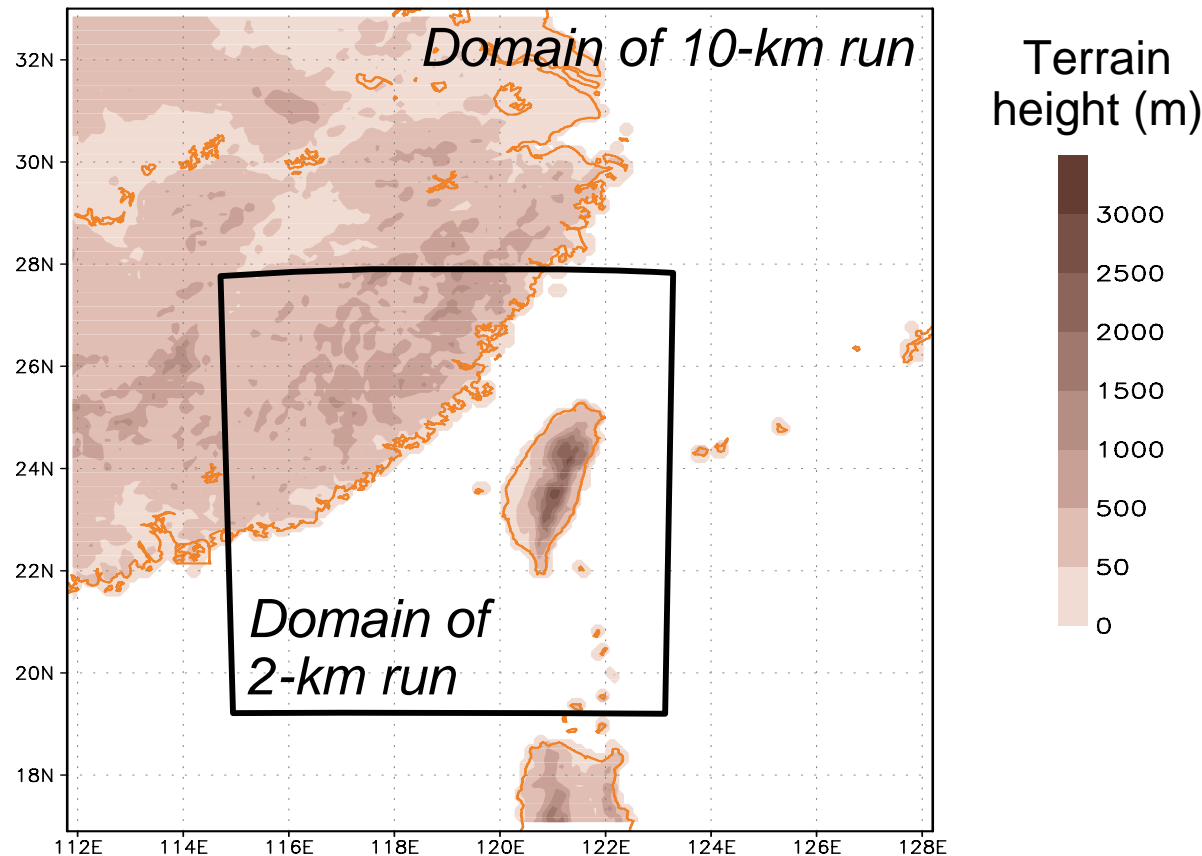 Domain of 10-km run
Terrain
height (m)
32N
30N
28N
26N
24N
22N
20N
18N
3000
2500
2000
1500
1000
500
50
0
Domain of
2-km run
112E 114E 116E 118E 120E 122E 124E 126E 128E